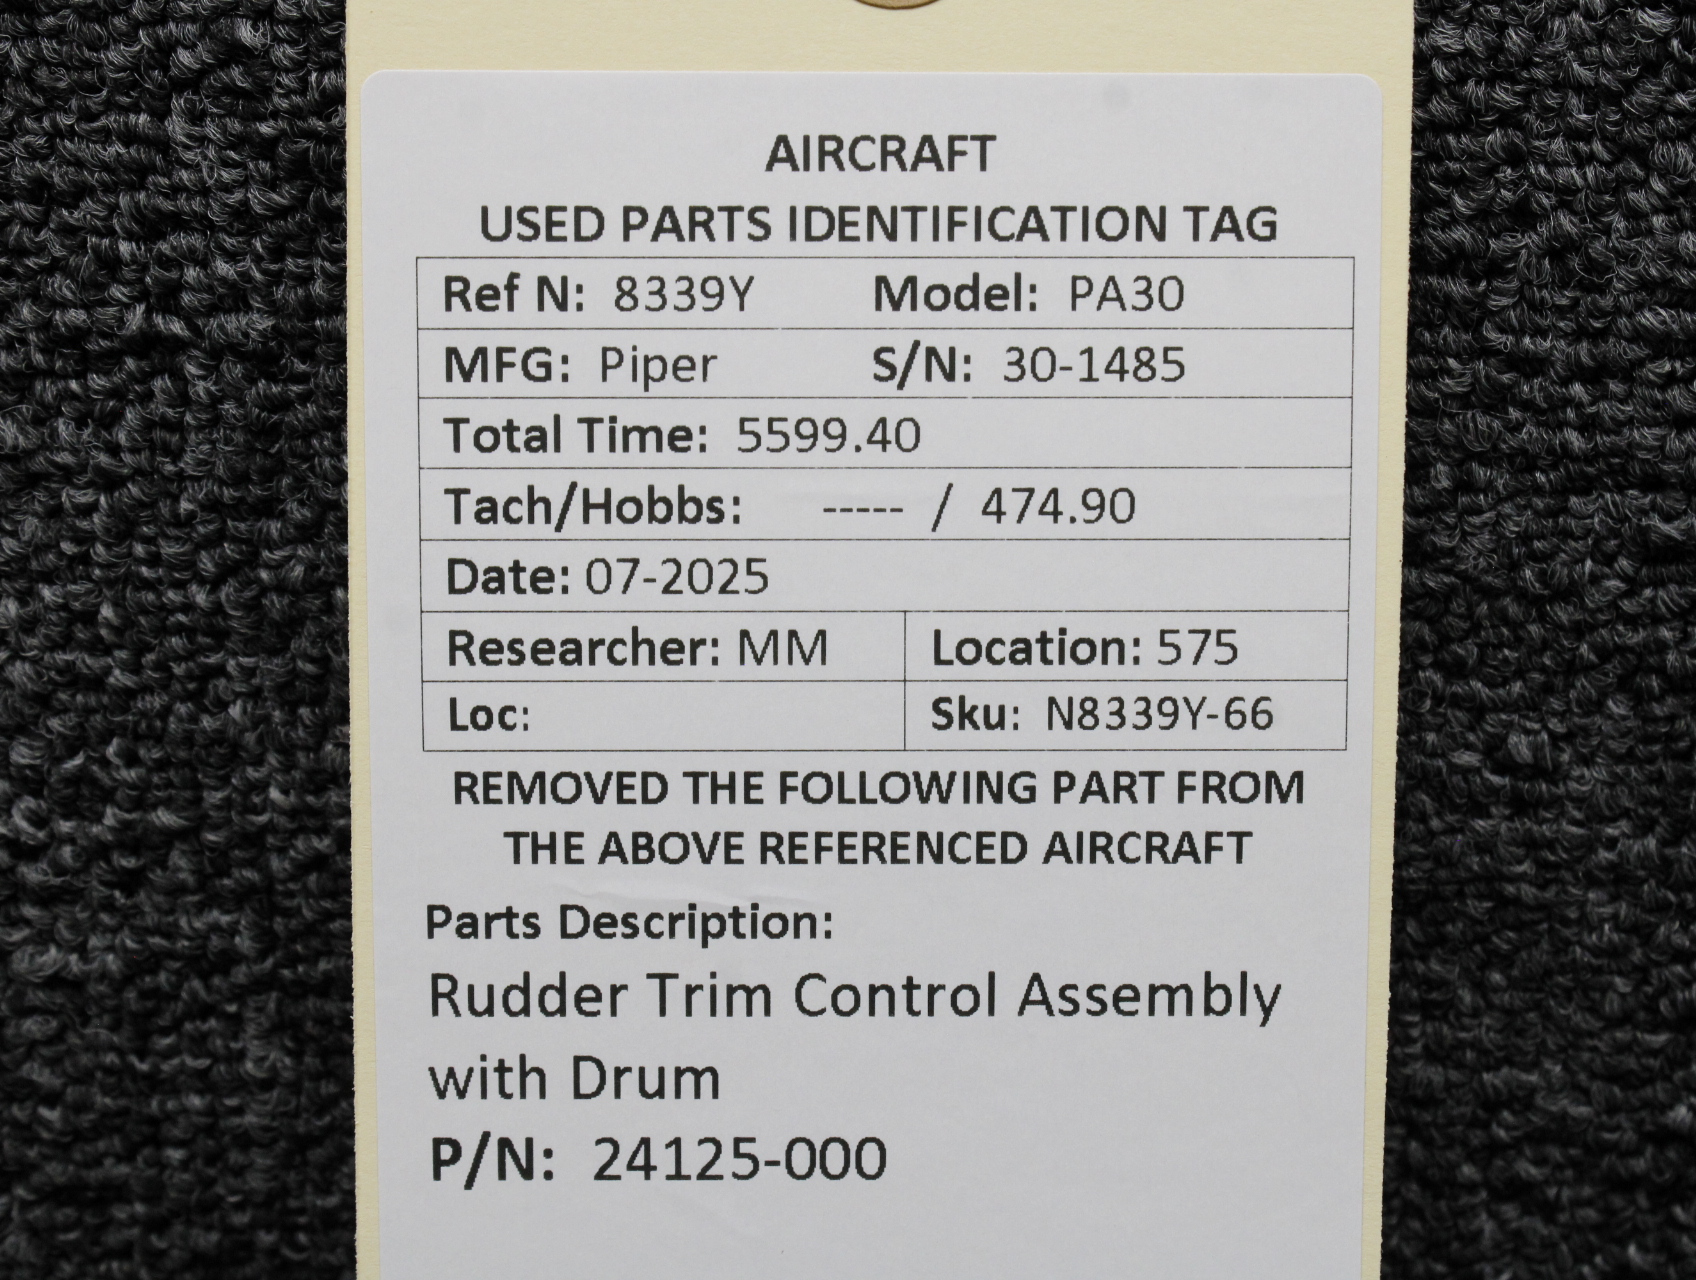 AIRCRAFT
USED PARTS IDENTIFICATION TAG
Ref N: 8339Y Model: PA30
MFG: Piper S/N: 30-1485
Total Time: 5599.40
Tach/Hobbs: ----- / 474.90
Date: 07-2025
Researcher: MM Location: 575
Loc: Sku: N8339Y-66
REMOVED THE FOLLOWING PART FROM
THE ABOVE REFERENCED AIRCRAFT
Parts Description:
Rudder Trim Control Assembly
with Drum
P/N: 24125-000